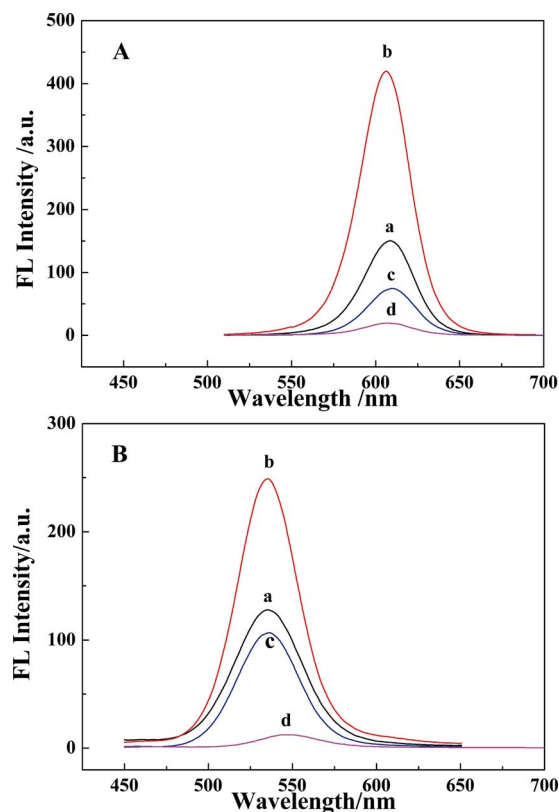 500
A
b
400
300
FL Intensity /a.u.
200
a
100
c
d
0
450 500 550 600 650 700
Wavelength /nm
300
B
b
200
FL Intensity/a.u.
a
100
c
d
0
450 500 550 600 650 700
Wavelength/nm